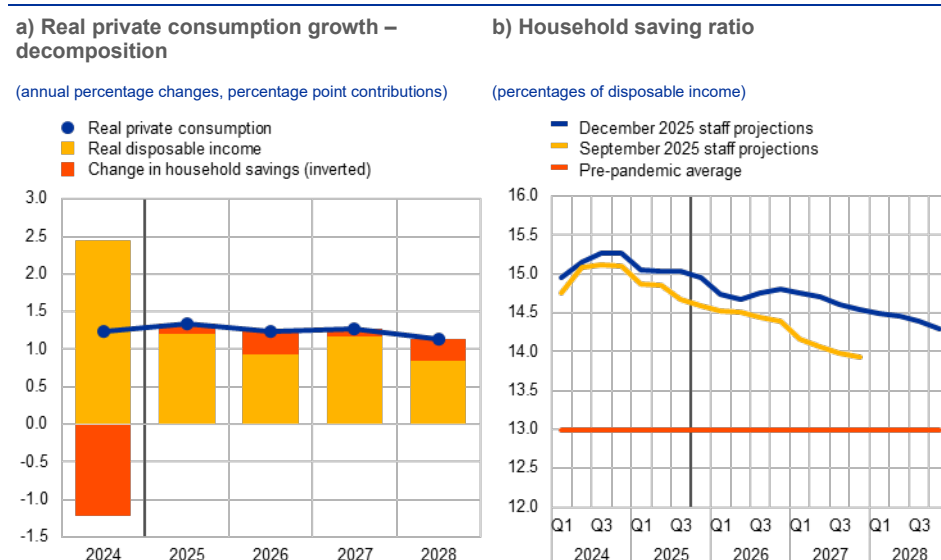 a) Real private consumption growth –
decomposition
(annual percentage changes, percentage point contributions)
Real private consumption
Real disposable income
Change in household savings (inverted)
3.0
2.5
2.0
1.5
1.0
0.5
0.0
-0.5
-1.0
-1.5
2024 2025 2026 2027 2028
b) Household saving ratio
(percentages of disposable income)
December 2025 staff projections
September 2025 staff projections
Pre-pandemic average
16.0
15.5
15.0
14.5
14.0
13.0
12.5
12.0
Q1 Q3 Q1 Q3 Q1 Q3 Q1 Q3 Q1 Q3
2024 2025 2026 2027 2028